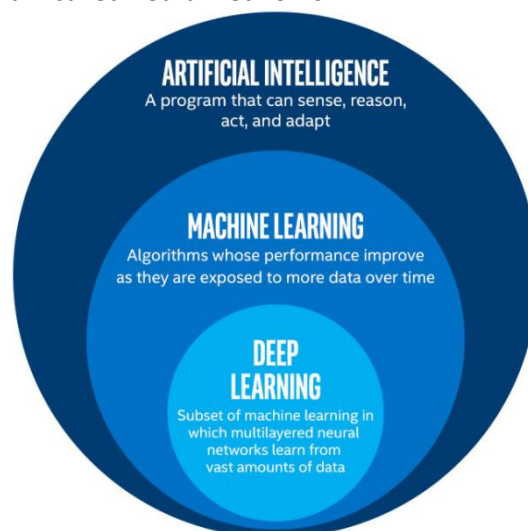 ARTIFICIAL INTELLIGENCE
A program that can sense, reason,
act, and adapt
MACHINE LEARNING
Algorithms whose performance improve
as they are exposed to more data over time
DEEP
LEARNING
Subset of machine learning in
which multilayered neural
networks learn from
vast amounts of data